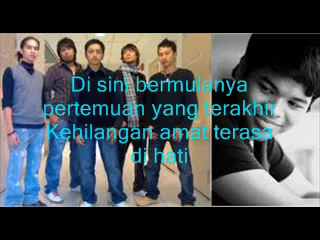 Di sini bermulanya
pertemuan yang terakhir
Kehilangan amat terasa
di hati